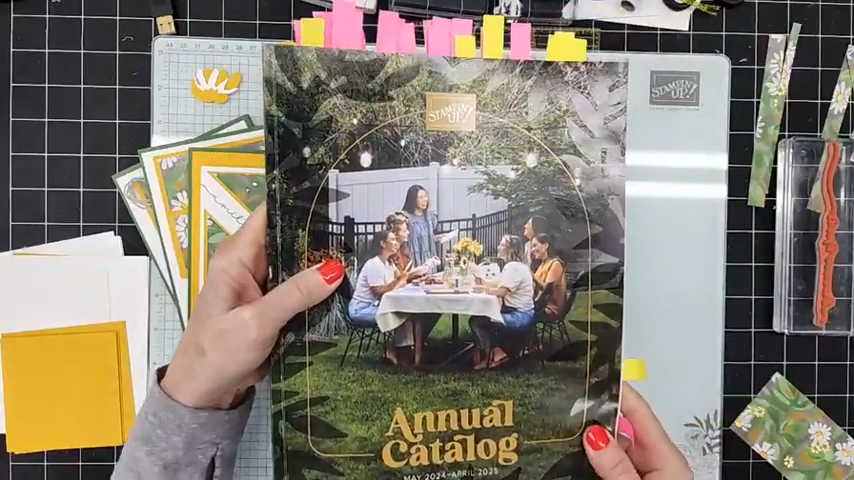 STAMPIN' UP!
STAMPIN' UP!
Annual
Catalog
MAY 2024–APRIL 2025